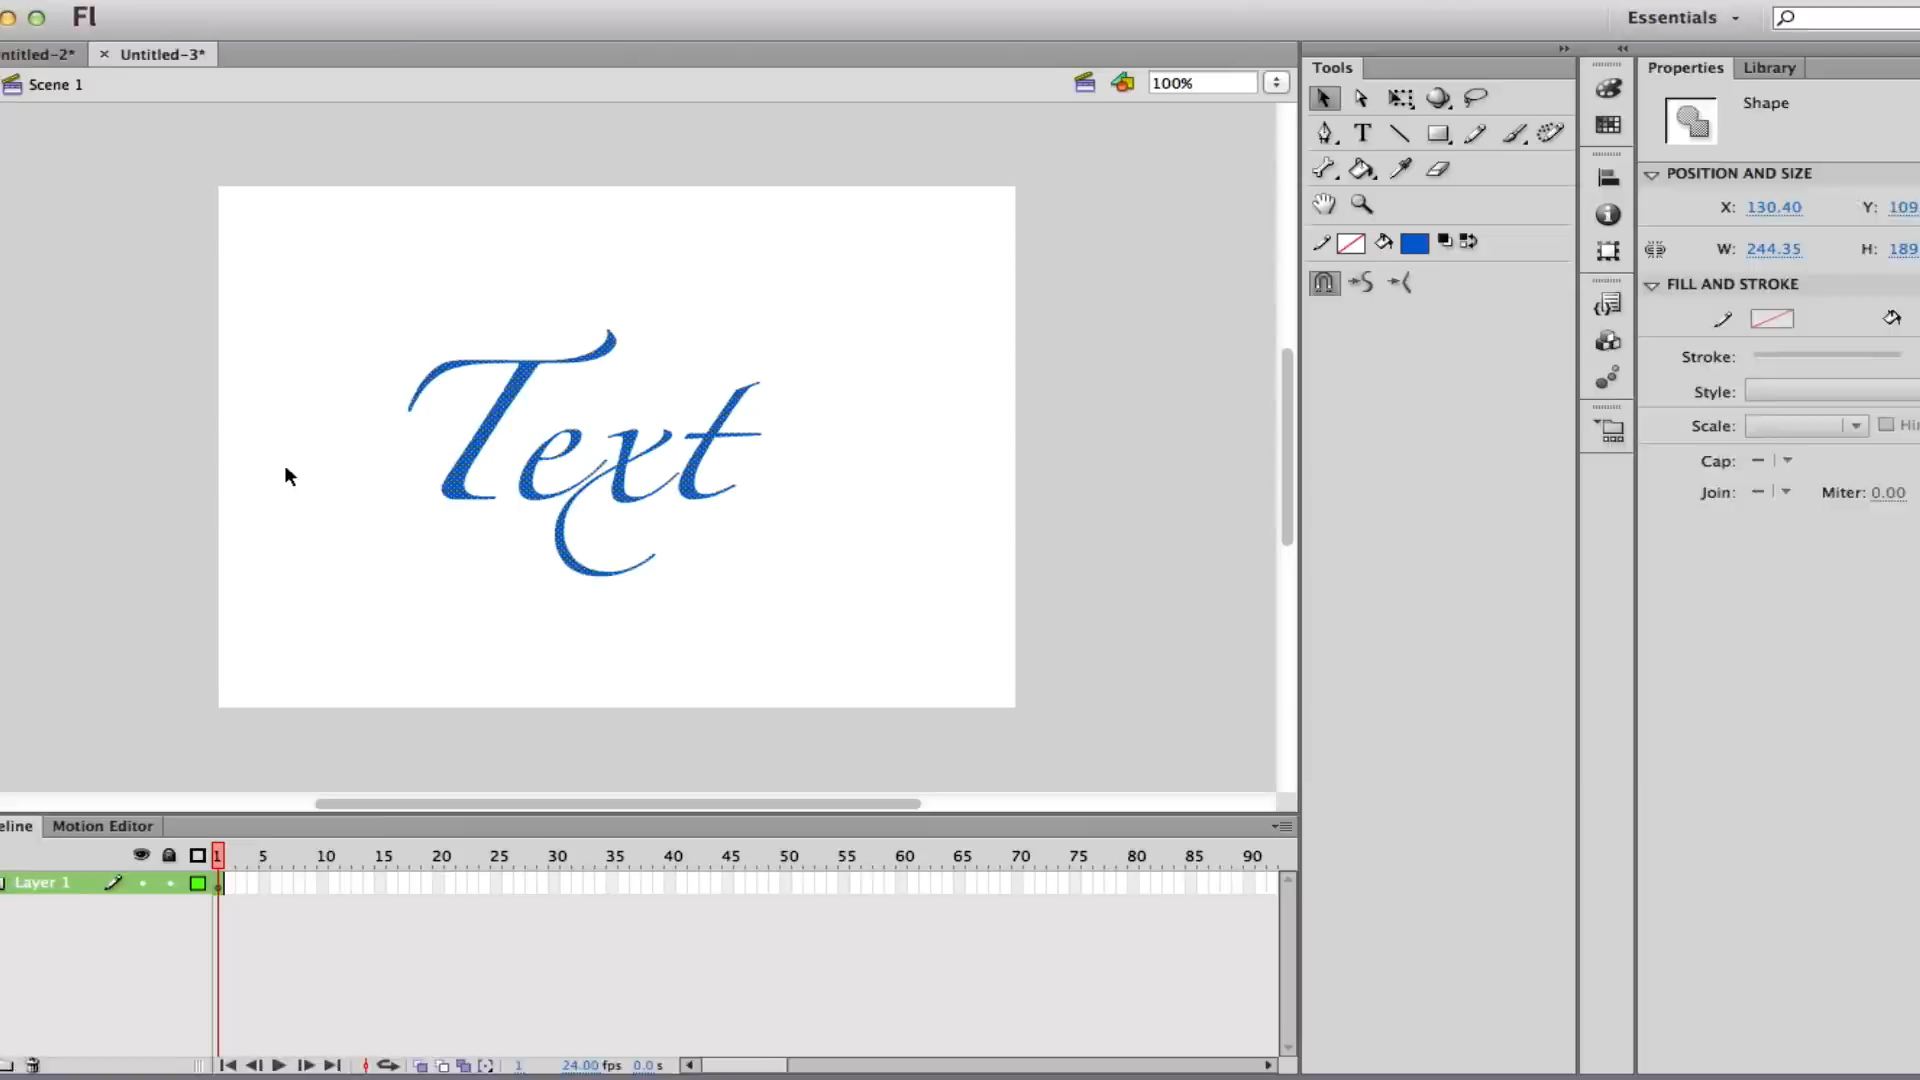 Fl
Essentials
ntitled-2*
× Untitled-3*
Scene 1
100%
Tools
Properties
Library
Shape
POSITION AND SIZE
X: 130.40
Y: 109
W: 244.35
H: 189
FILL AND STROKE
Stroke:
Style:
Scale:
Hi
Cap:
Join:
Miter: 0.00
Text
eline
Motion Editor
1 5 10 15 20 25 30 35 40 45 50 55 60 65 70 75 80 85 90
Layer 1
1 24.00 fps 0.0 s